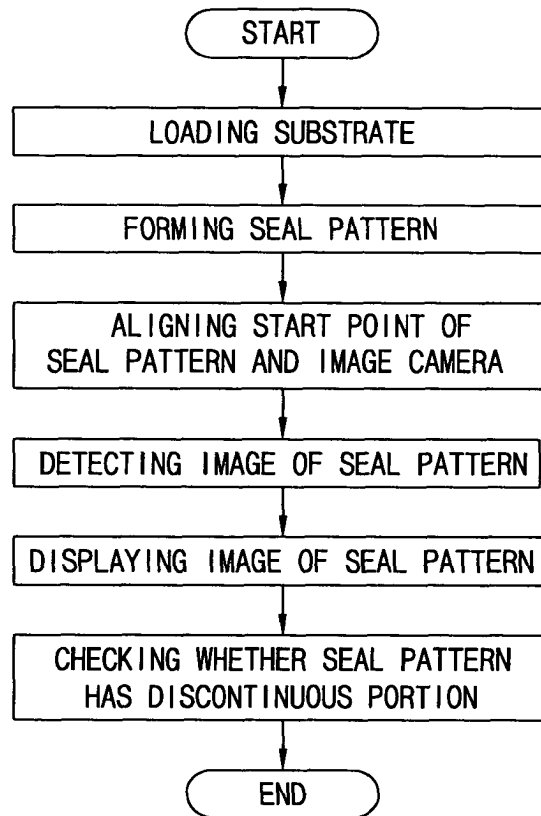 START
LOADING SUBSTRATE
FORMING SEAL PATTERN
ALIGNING START POINT OF
SEAL PATTERN AND IMAGE CAMERA
DETECTING IMAGE OF SEAL PATTERN
DISPLAYING IMAGE OF SEAL PATTERN
CHECKING WHETHER SEAL PATTERN
HAS DISCONTINUOUS PORTION
END